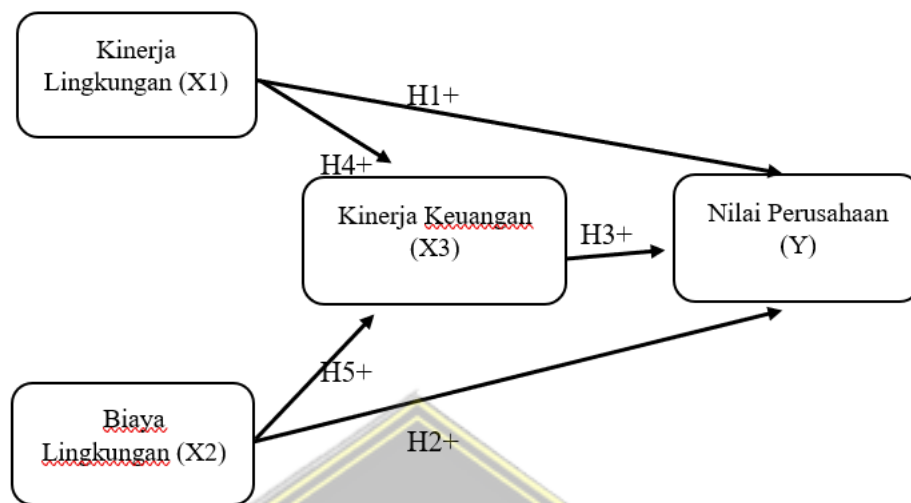 Kinerja
Lingkungan (X1)
H1+
H4+
Kinerja Keuangan
(X3)
H3+
Nilai Perusahaan
(Y)
H5+
Biaya
Lingkungan (X2)
H2+